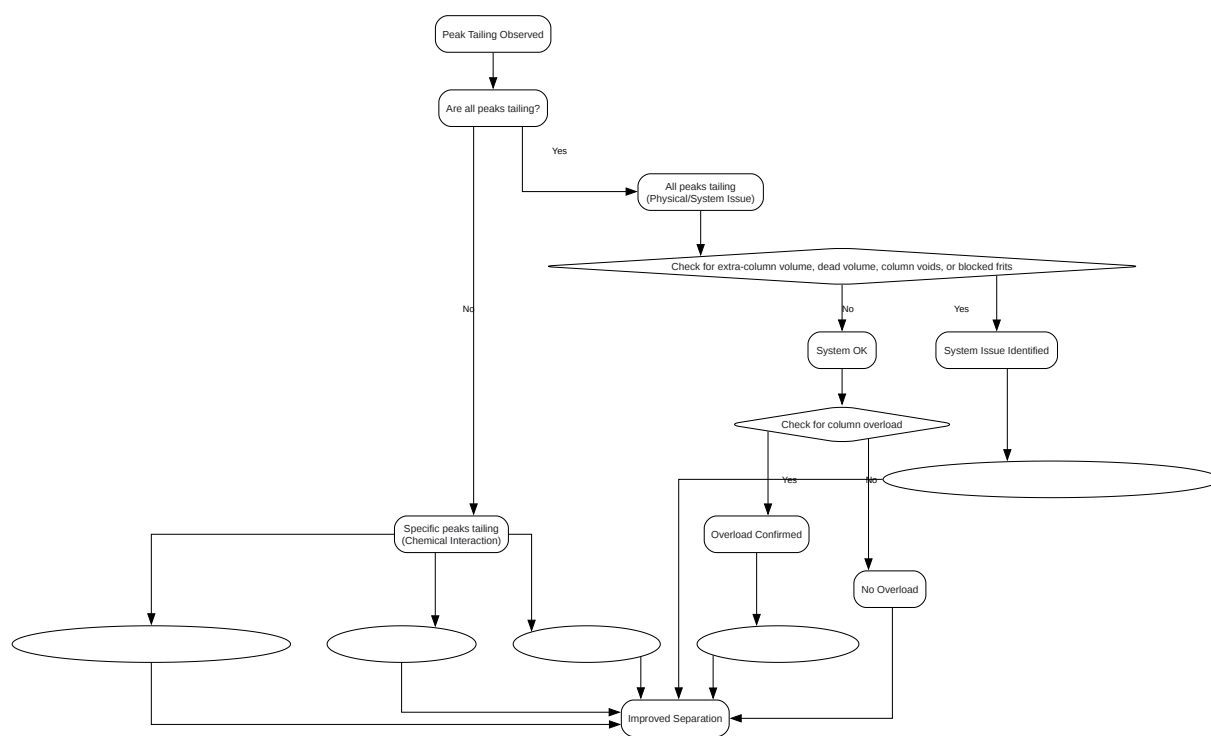 Peak Tailing Observed
Are all peaks tailing?
Yes
All peaks tailing
(Physical/System Issue)
Check for extra-column volume, dead volume, column voids, or blocked frits
No
No
Yes
System OK
System Issue Identified
Check for column overload
Yes
No
Specific peaks tailing
(Chemical Interaction)
Overload Confirmed
No Overload
Improved Separation